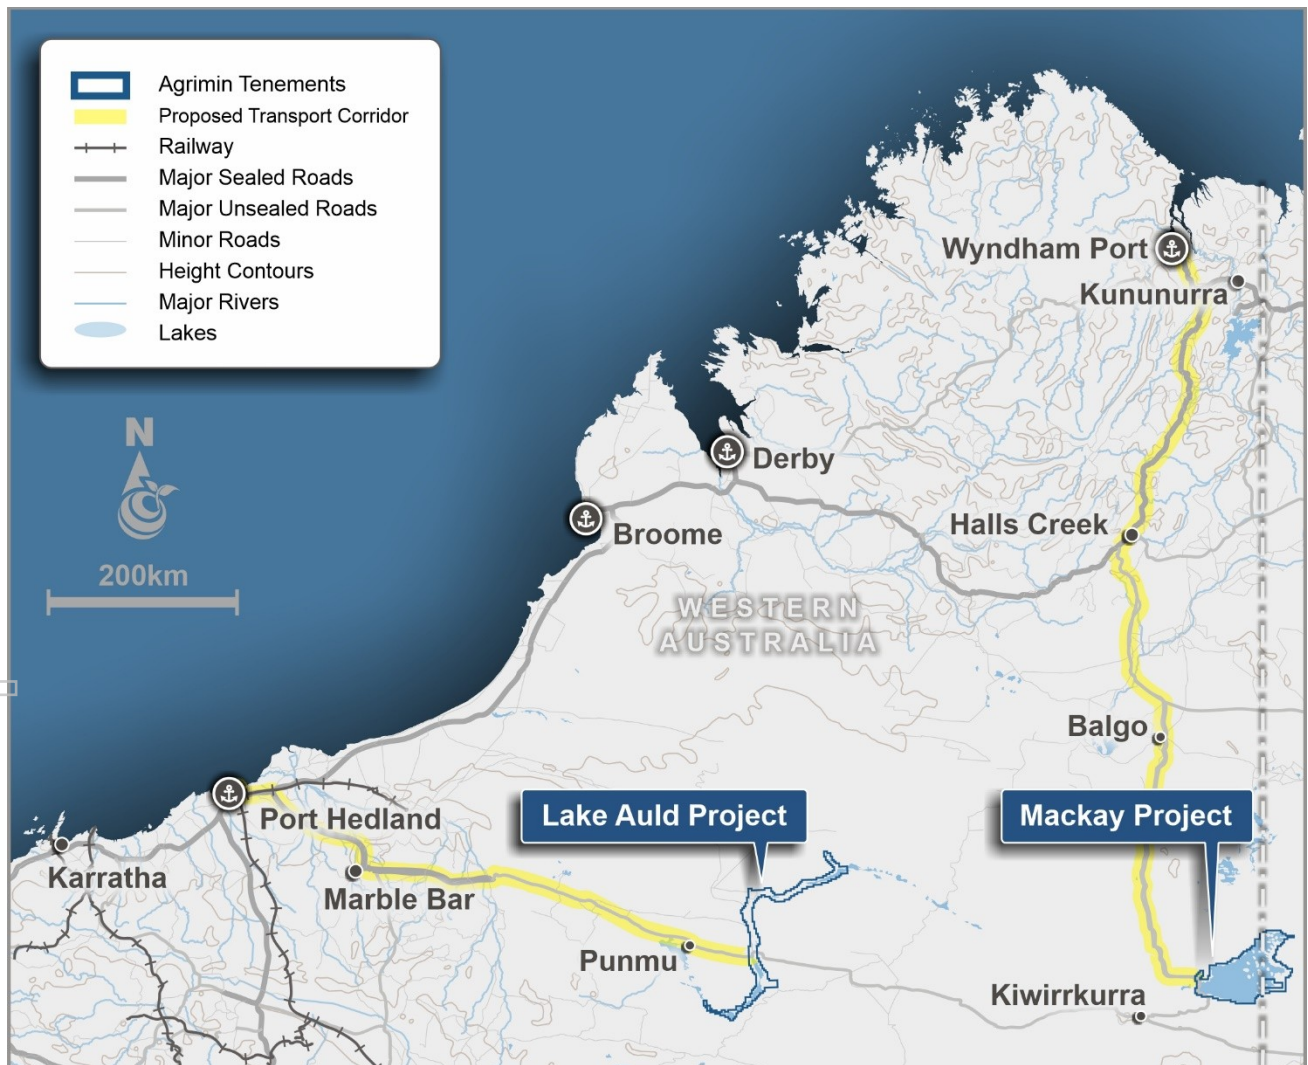 Agrimin Tenements
Proposed Transport Corridor
Railway
Major Sealed Roads
Major Unsealed Roads
Minor Roads
Height Contours
Major Rivers
Lakes
N
200km
Wyndham Port
Kununurra
Derby
Broome
Halls Creek
WESTERN
AUSTRALIA
Balgo
Lake Auld Project
Mackay Project
Port Hedland
Karratha
Marble Bar
Punmu
Kiwirrkurra